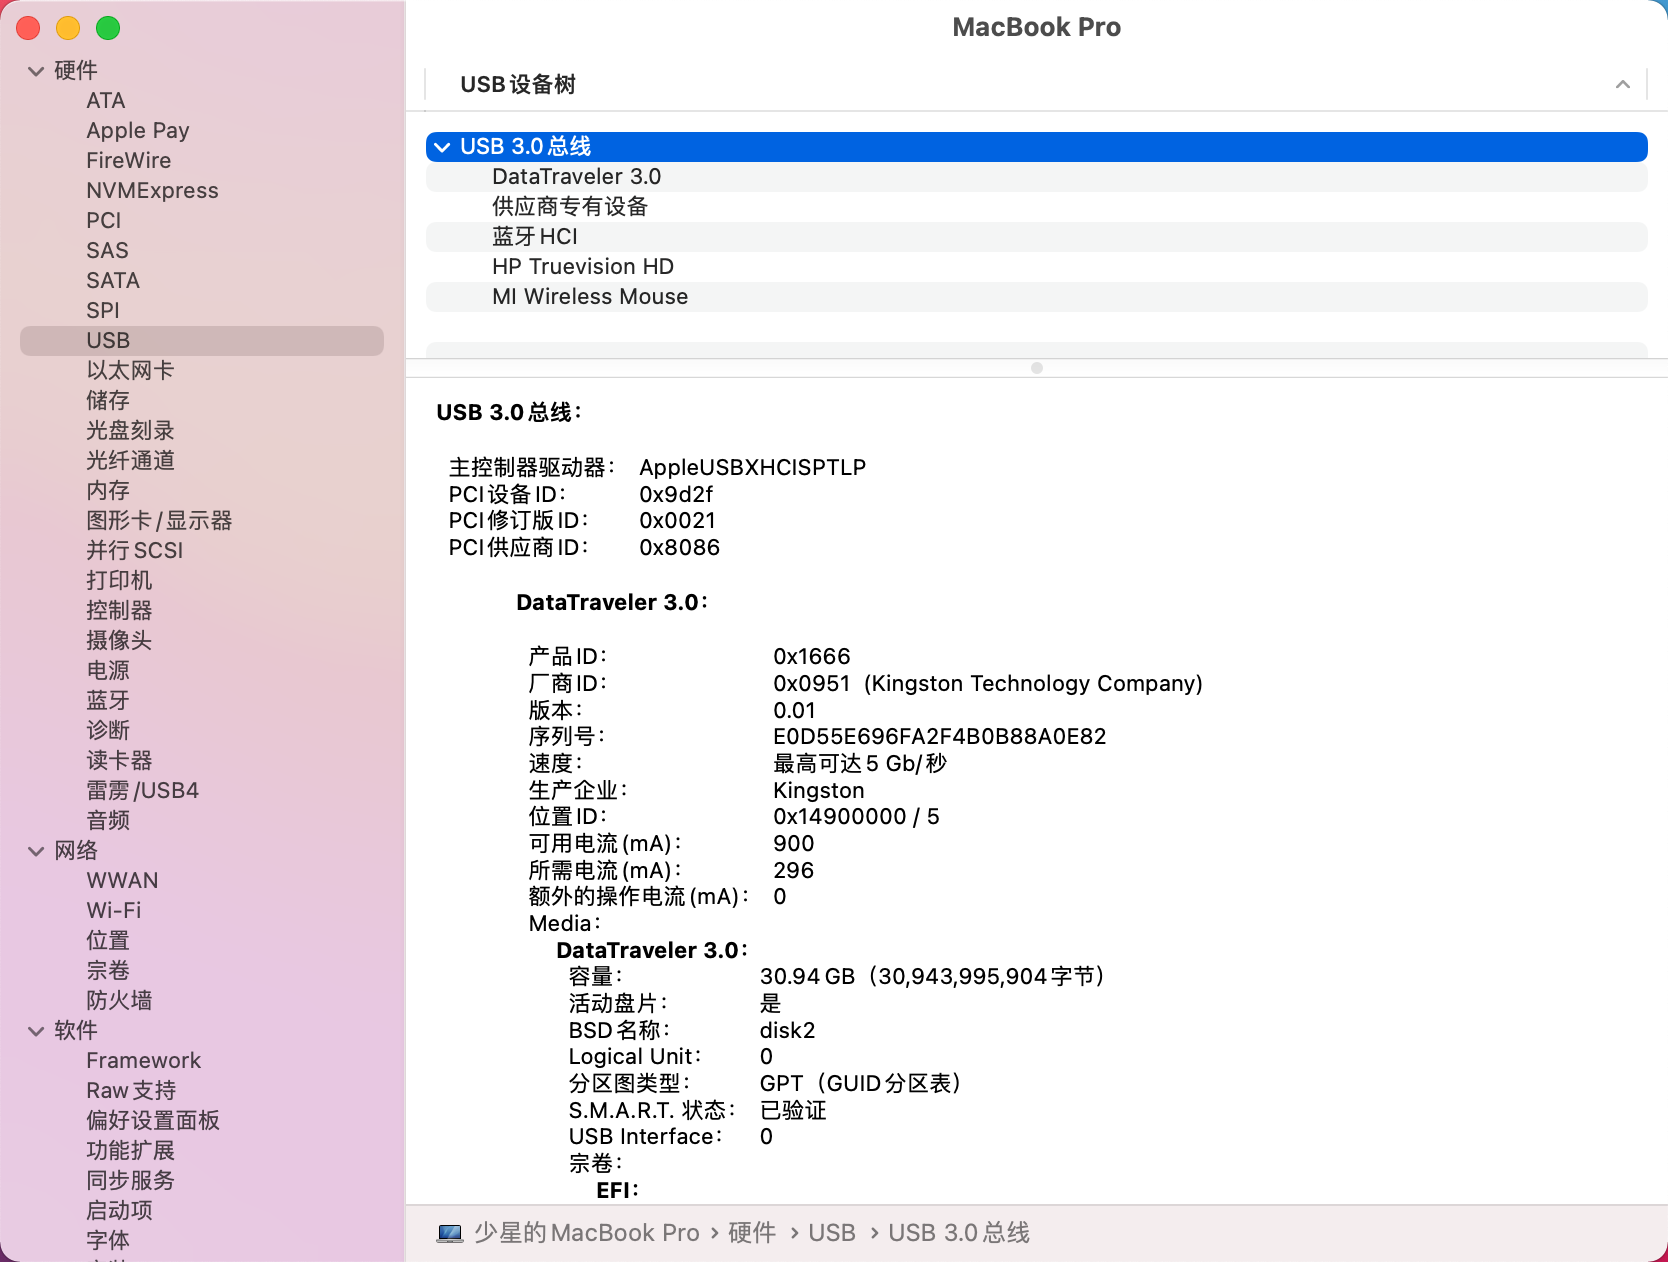 MacBook Pro
硬件
ATA
Apple Pay
FireWire
NVMExpress
PCI
SAS
SATA
SPI
USB
以太网卡
储存
光盘刻录
光纤通道
内存
图形卡/显示器
并行SCSI
打印机
控制器
摄像头
电源
蓝牙
诊断
读卡器
雷雳/USB4
音频
网络
WWAN
Wi-Fi
位置
宗卷
防火墙
软件
Framework
Raw支持
偏好设置面板
功能扩展
同步服务
启动项
字体
USB设备树
USB 3.0总线
DataTraveler 3.0
供应商专有设备
蓝牙HCI
HP Truevision HD
MI Wireless Mouse
USB 3.0总线：
主控制器驱动器： AppleUSBXHCISPTLP
PCI设备ID： 0x9d2f
PCI修订版ID： 0x0021
PCI供应商ID： 0x8086
DataTraveler 3.0：
产品ID： 0x1666
厂商ID： 0x0951 (Kingston Technology Company)
版本： 0.01
序列号： E0D55E696FA2F4B0B88A0E82
速度： 最高可达5 Gb/秒
生产企业： Kingston
位置ID： 0x14900000 / 5
可用电流(mA)： 900
所需电流(mA)： 296
额外的操作电流(mA)： 0
Media：
DataTraveler 3.0：
容量： 30.94 GB（30,943,995,904字节）
活动盘片： 是
BSD名称： disk2
Logical Unit： 0
分区图类型： GPT（GUID分区表）
S.M.A.R.T. 状态： 已验证
USB Interface： 0
宗卷：
EFI：
少星的MacBook Pro › 硬件 › USB › USB 3.0总线